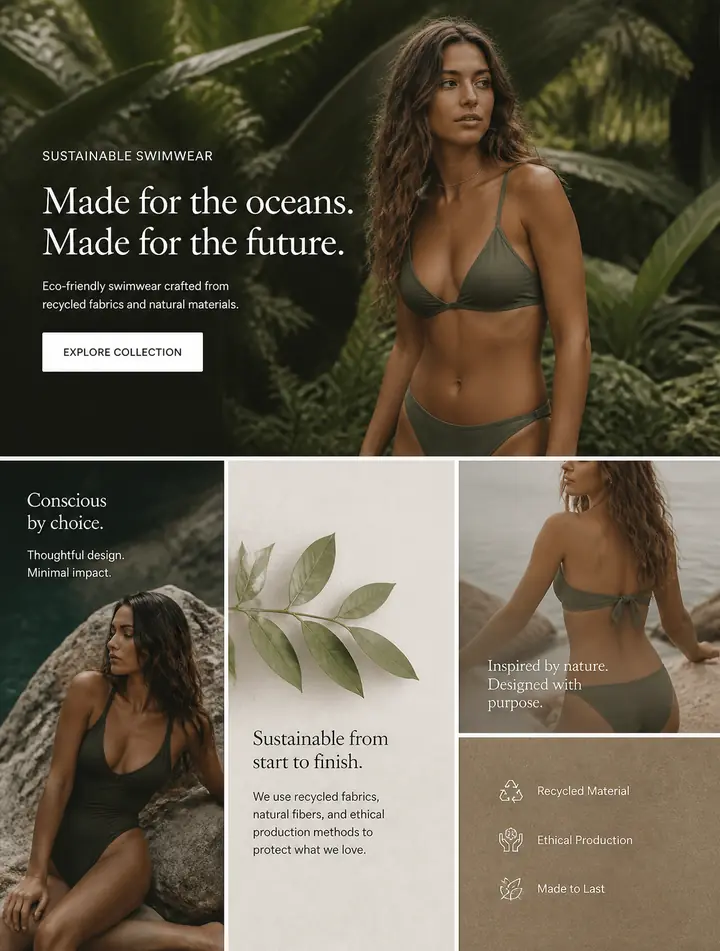 SUSTAINABLE SWIMWEAR
Made for the oceans.
Made for the future.
Eco-friendly swimwear crafted from
recycled fabrics and natural materials.
EXPLORE COLLECTION
Conscious
by choice.
Thoughtful design.
Minimal impact.
Sustainable from
start to finish.
We use recycled fabrics,
natural fibers, and ethical
production methods to
protect what we love.
Inspired by nature.
Designed with
purpose.
Recycled Material
Ethical Production
Made to Last